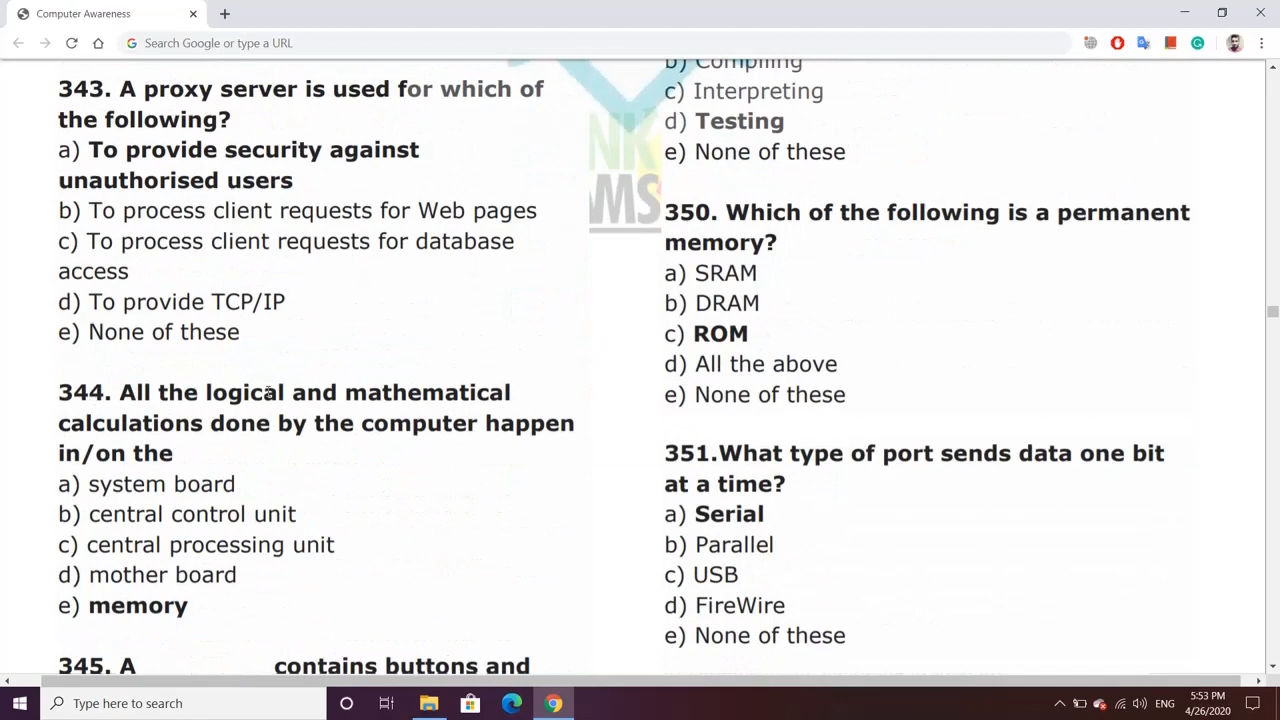 Computer Awareness
Search Google or type a URL
343. A proxy server is used for which of
the following?
a) To provide security against
unauthorised users
b) To process client requests for Web pages
c) To process client requests for database
access
d) To provide TCP/IP
e) None of these
344. All the logical and mathematical
calculations done by the computer happen
in/on the
a) system board
b) central control unit
c) central processing unit
d) mother board
e) memory
345. A contains buttons and
b) Compiling
c) Interpreting
d) Testing
e) None of these
350. Which of the following is a permanent
memory?
a) SRAM
b) DRAM
c) ROM
d) All the above
e) None of these
351.What type of port sends data one bit
at a time?
a) Serial
b) Parallel
c) USB
d) FireWire
e) None of these
NK
MS
Type here to search
ENG
5:53 PM
4/26/2020